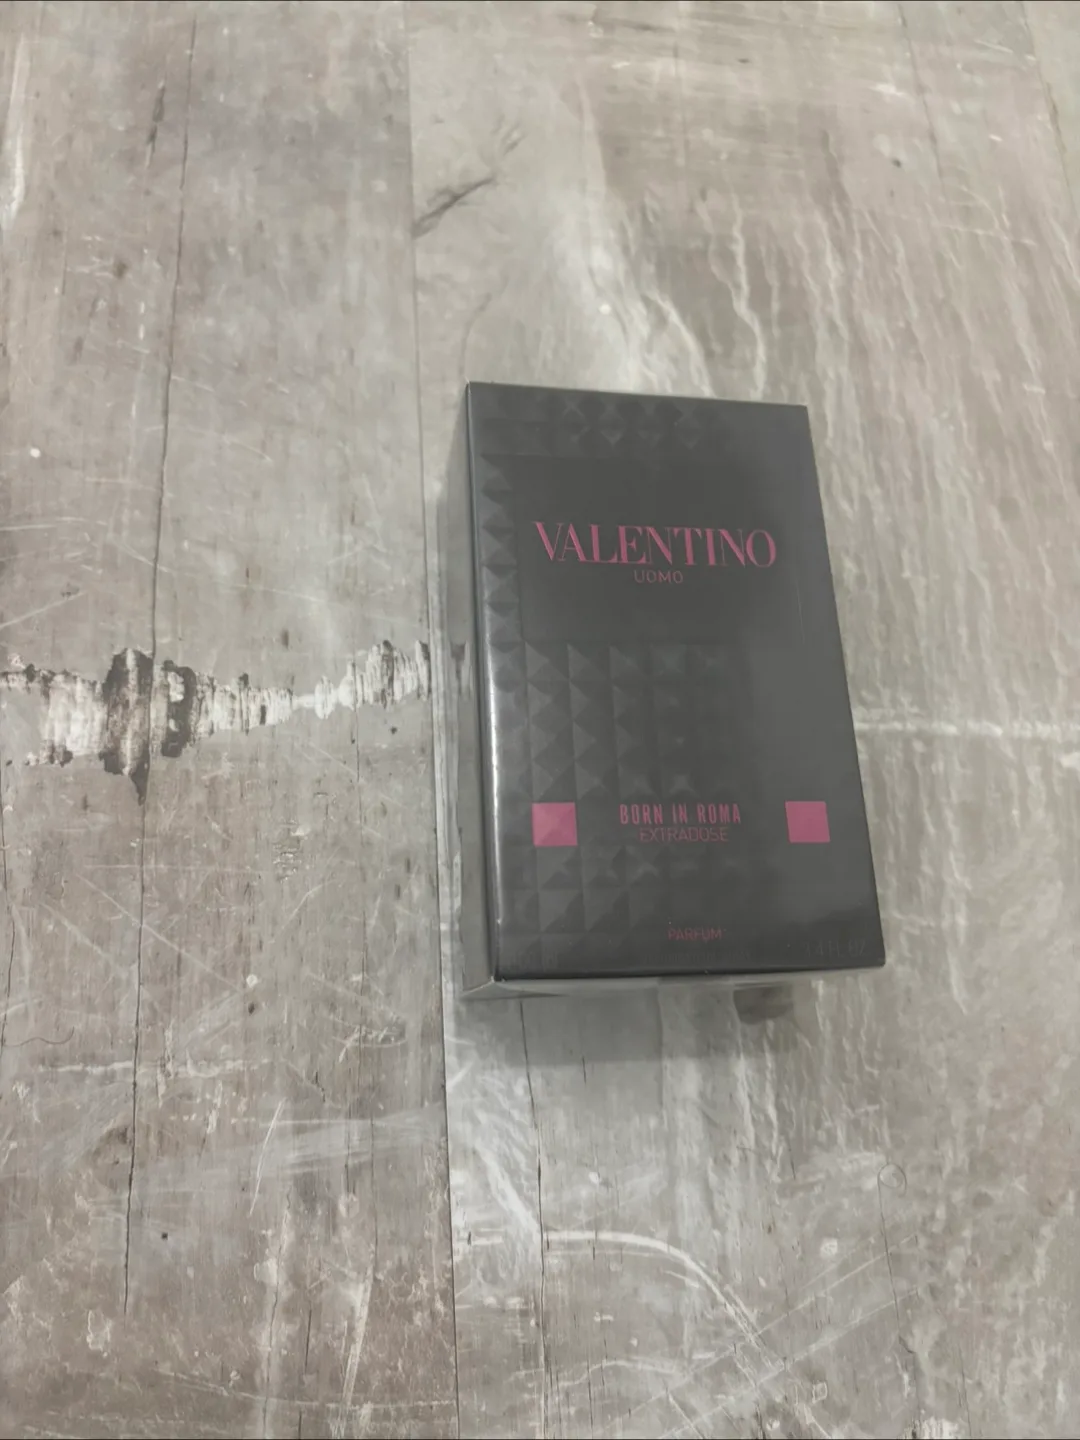 VALENTINO
UOMO
BORN IN ROMA
EXTRADOSE
PARFUM